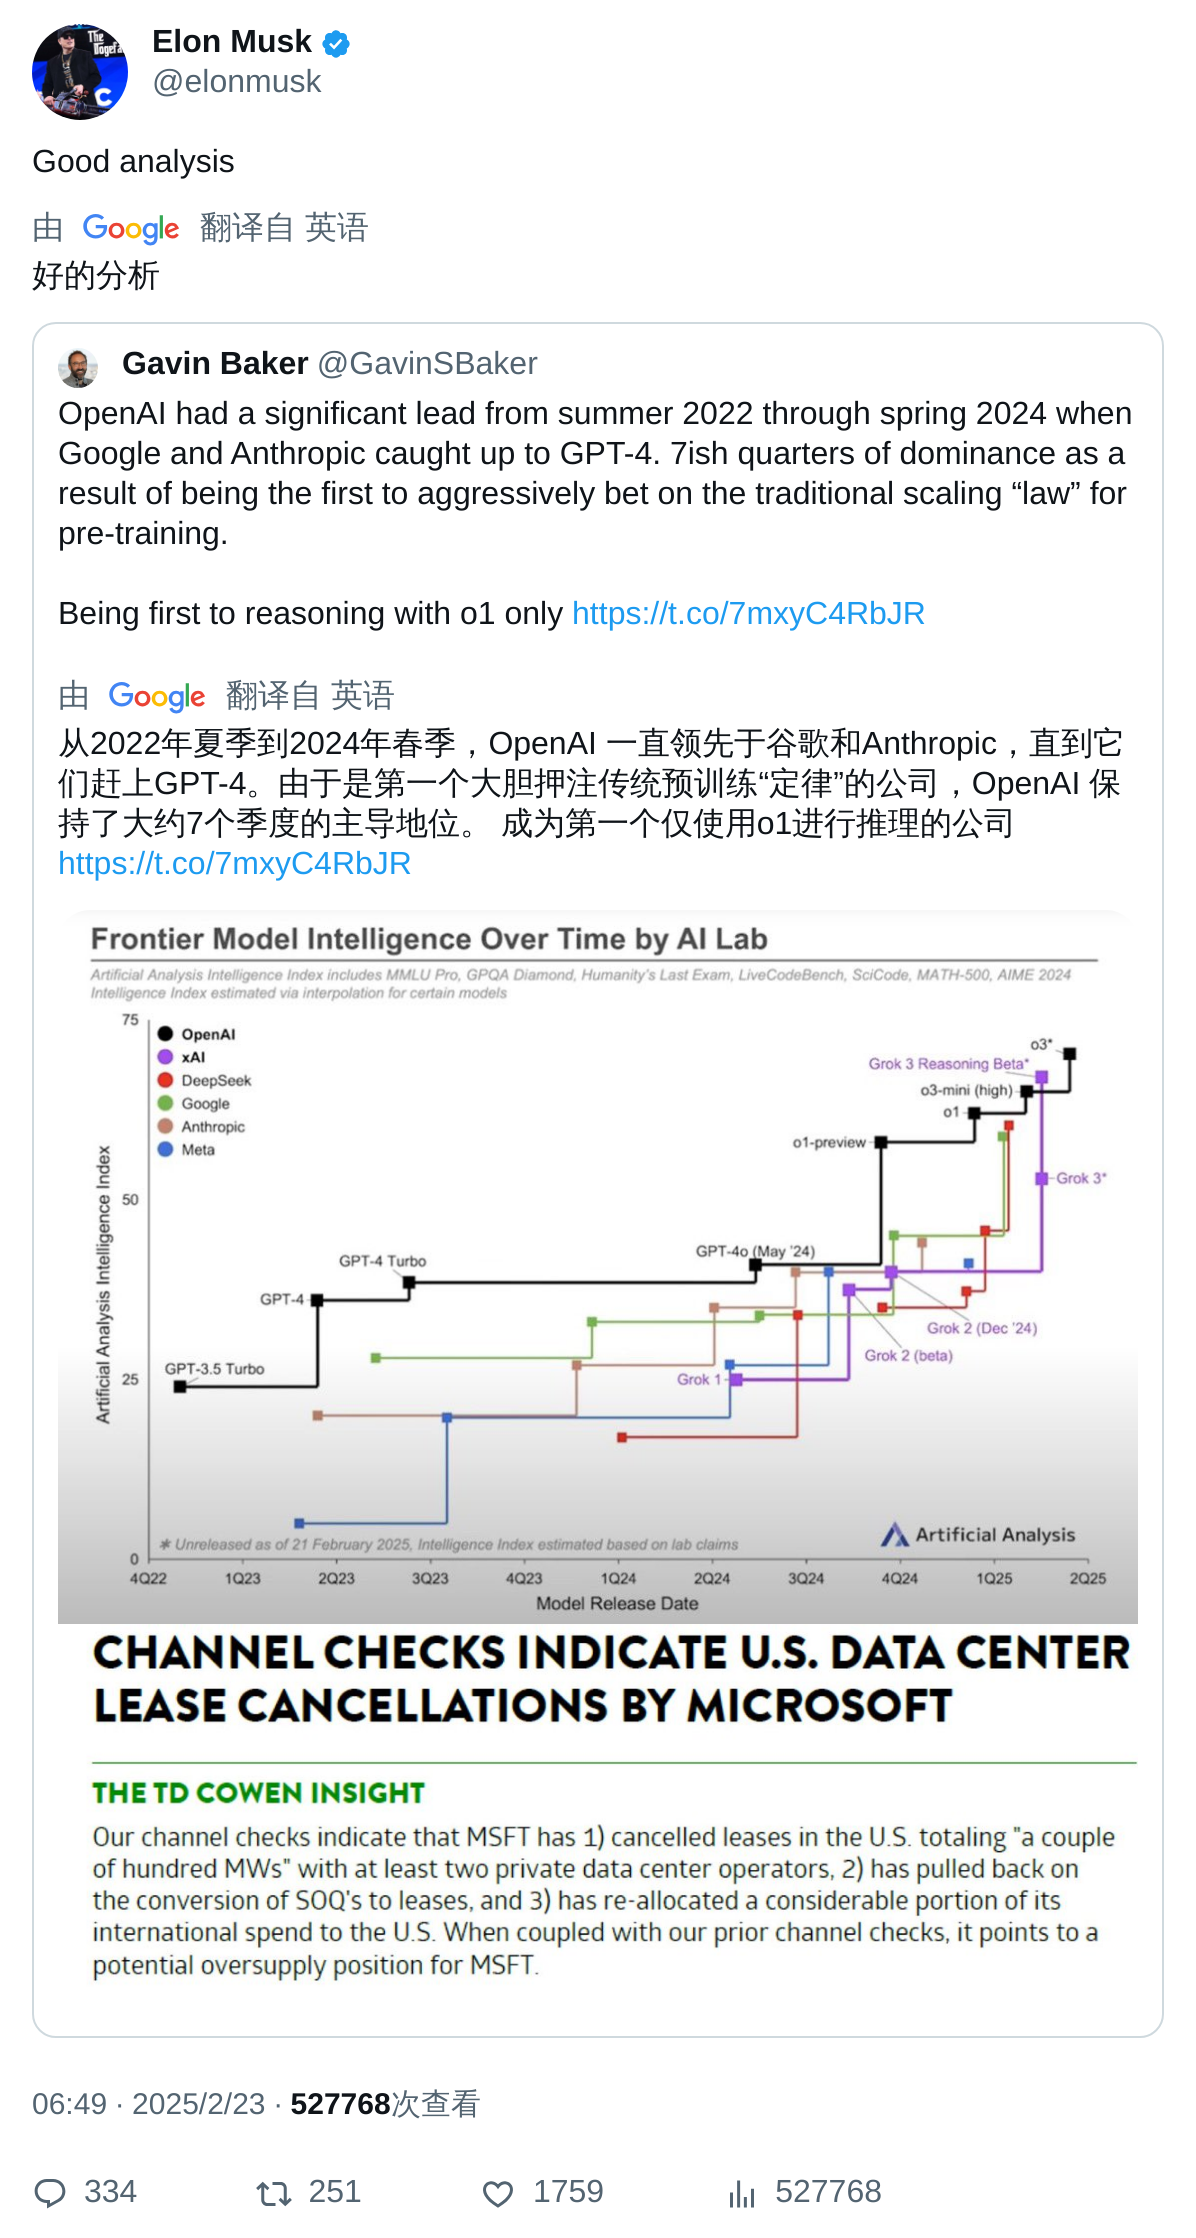 Elon Musk
@elonmusk
Good analysis
由 Google 翻译自 英语
好的分析
Gavin Baker @GavinSBaker
OpenAI had a significant lead from summer 2022 through spring 2024 when
Google and Anthropic caught up to GPT-4. 7ish quarters of dominance as a
result of being the first to aggressively bet on the traditional scaling “law” for
pre-training.
Being first to reasoning with o1 only https://t.co/7mxyC4RbJR
由 Google 翻译自 英语
从2022年夏季到2024年春季，OpenAI 一直领先于谷歌和Anthropic，直到它
们赶上GPT-4。由于是第一个大胆押注传统预训练“定律”的公司，OpenAI 保
持了大约7个季度的主导地位。 成为第一个仅使用o1进行推理的公司
https://t.co/7mxyC4RbJR
Frontier Model Intelligence Over Time by AI Lab
Artificial Analysis Intelligence Index includes MMLU Pro, GPQA Diamond, Humanity's Last Exam, LiveCodeBench, SciCode, MATH-500, AIME 2024
Intelligence Index estimated via interpolation for certain models
75
OpenAI
xAI
DeepSeek
Google
Anthropic
Meta
o3*
Grok 3 Reasoning Beta*
o3-mini (high)
o1
o1-preview
Grok 3*
50
GPT-4o (May '24)
GPT-4 Turbo
GPT-4
Grok 2 (Dec '24)
Grok 2 (beta)
GPT-3.5 Turbo
Grok 1
25
Artificial Analysis Intelligence Index
* Unreleased as of 21 February 2025, Intelligence Index estimated based on lab claims
Artificial Analysis
0
4Q22 1Q23 2Q23 3Q23 4Q23 1Q24 2Q24 3Q24 4Q24 1Q25 2Q25
Model Release Date
CHANNEL CHECKS INDICATE U.S. DATA CENTER
LEASE CANCELLATIONS BY MICROSOFT
THE TD COWEN INSIGHT
Our channel checks indicate that MSFT has 1) cancelled leases in the U.S. totaling "a couple
of hundred MWs" with at least two private data center operators, 2) has pulled back on
the conversion of SOQ's to leases, and 3) has re-allocated a considerable portion of its
international spend to the U.S. When coupled with our prior channel checks, it points to a
potential oversupply position for MSFT.
06:49 · 2025/2/23 · 527768次查看
334 251 1759 527768